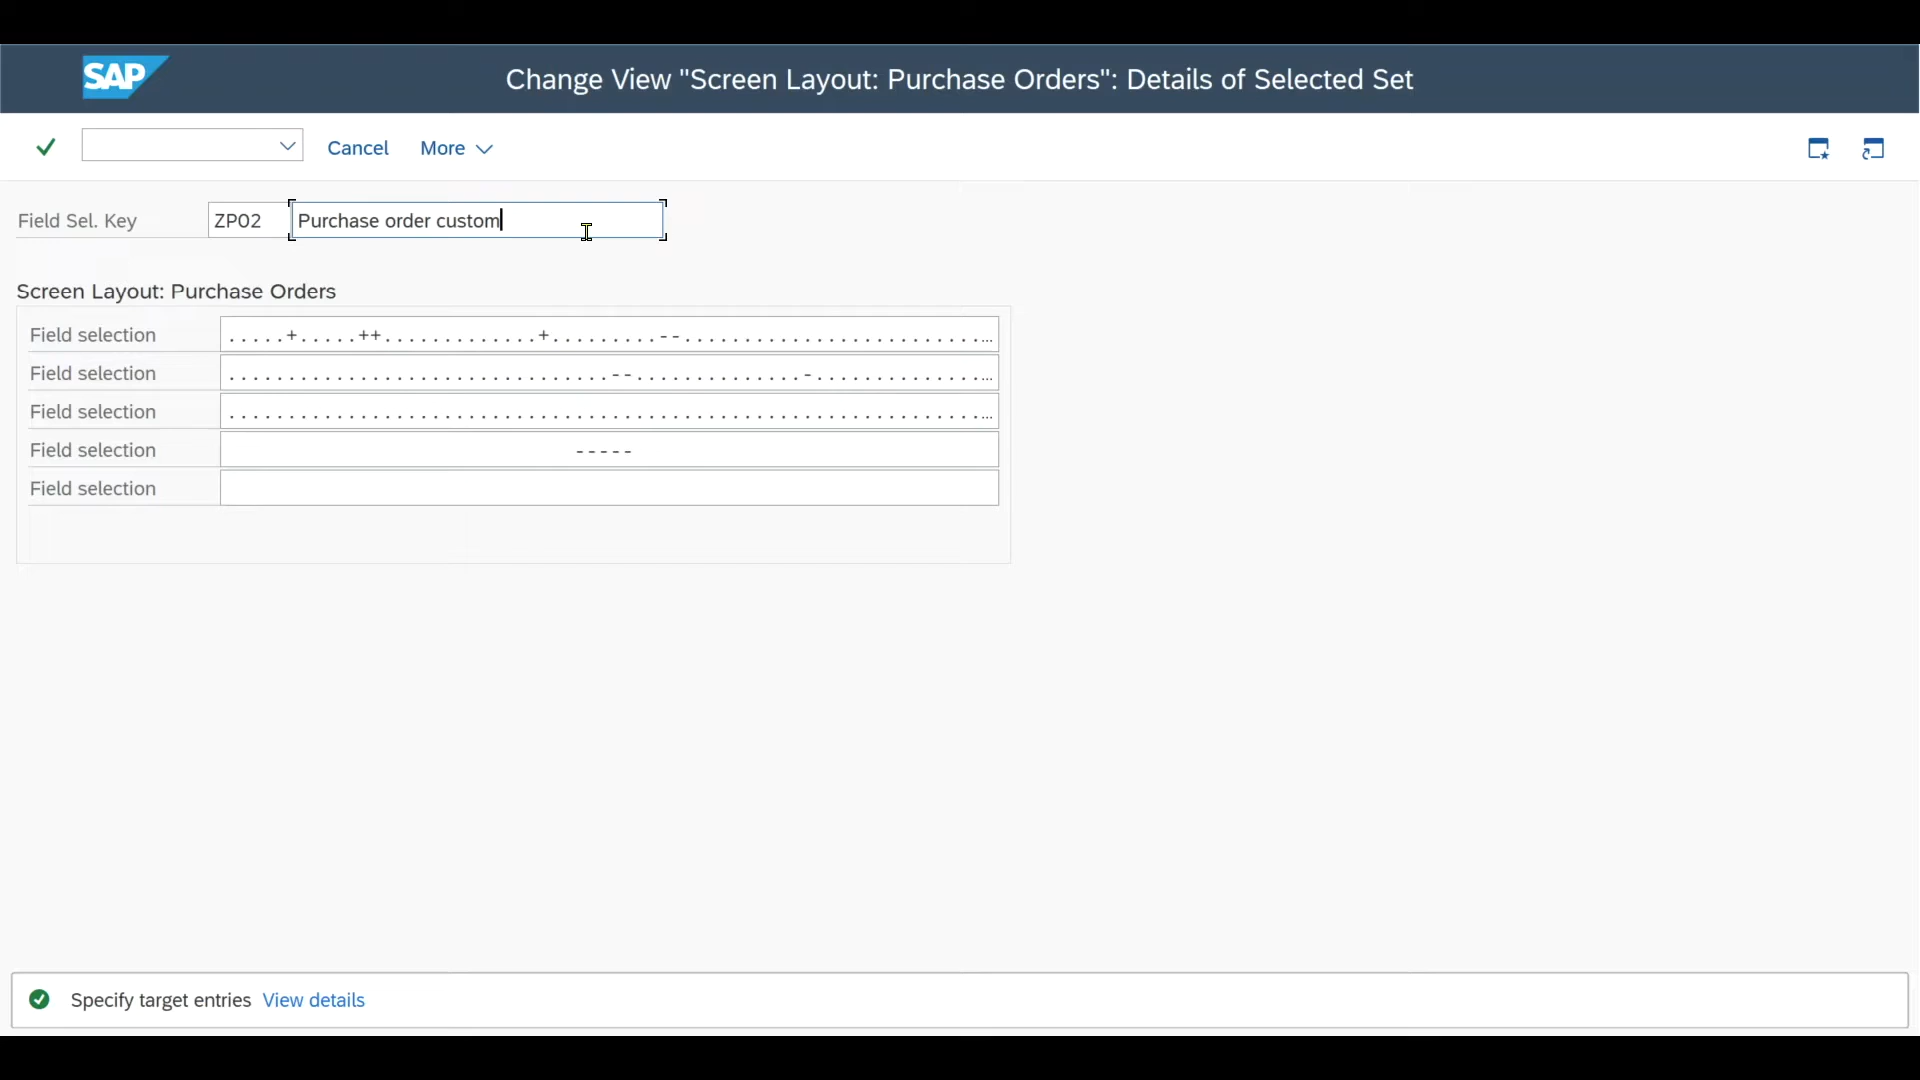 SAP
Change View "Screen Layout: Purchase Orders": Details of Selected Set
Cancel More
Field Sel. Key ZP02 Purchase order custom
Screen Layout: Purchase Orders
Field selection .....+.....++.............+.........--............................
Field selection ................................--..............-.................
Field selection ..................................................................
Field selection -----
Field selection
Specify target entries View details